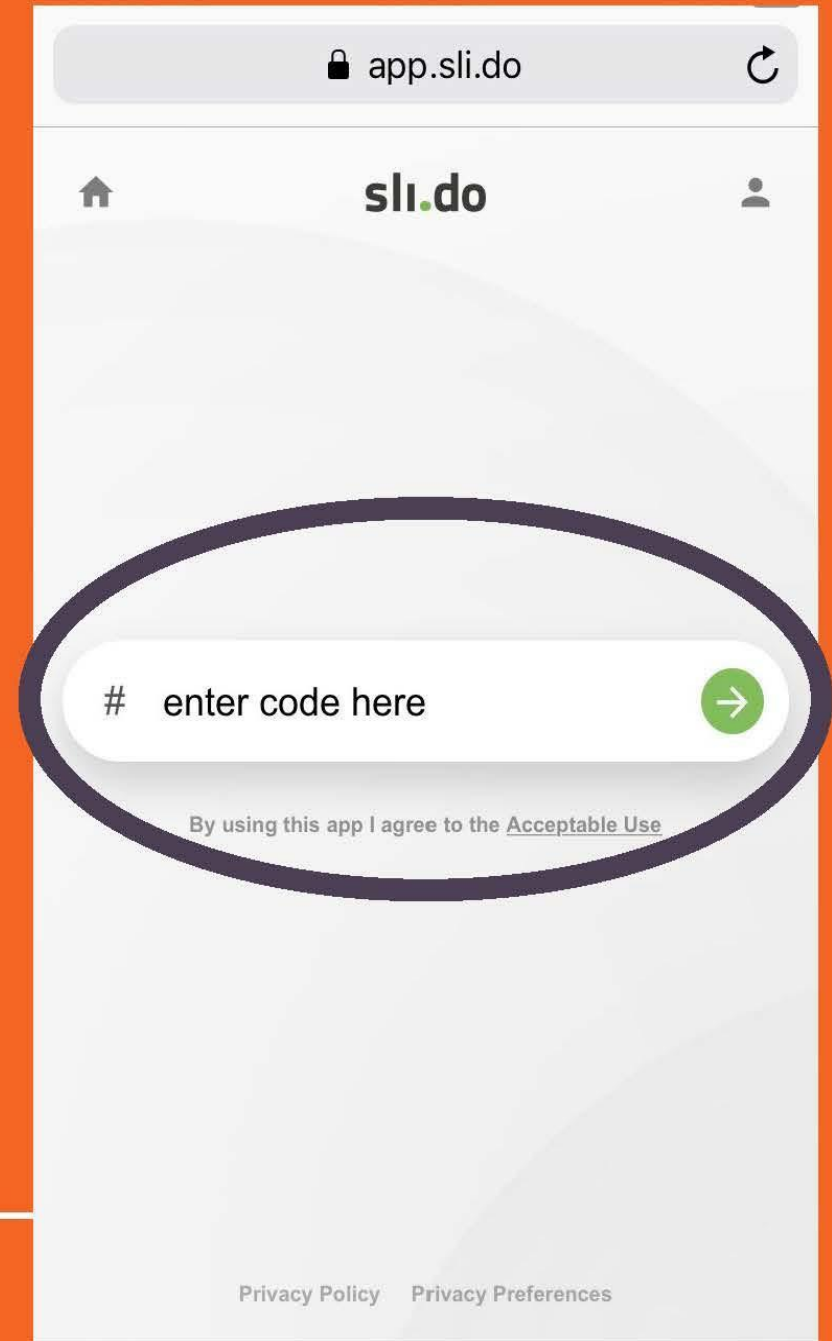 app.sli.do
sli.do
# enter code here
By using this app I agree to the Acceptable Use
Privacy Policy Privacy Preferences